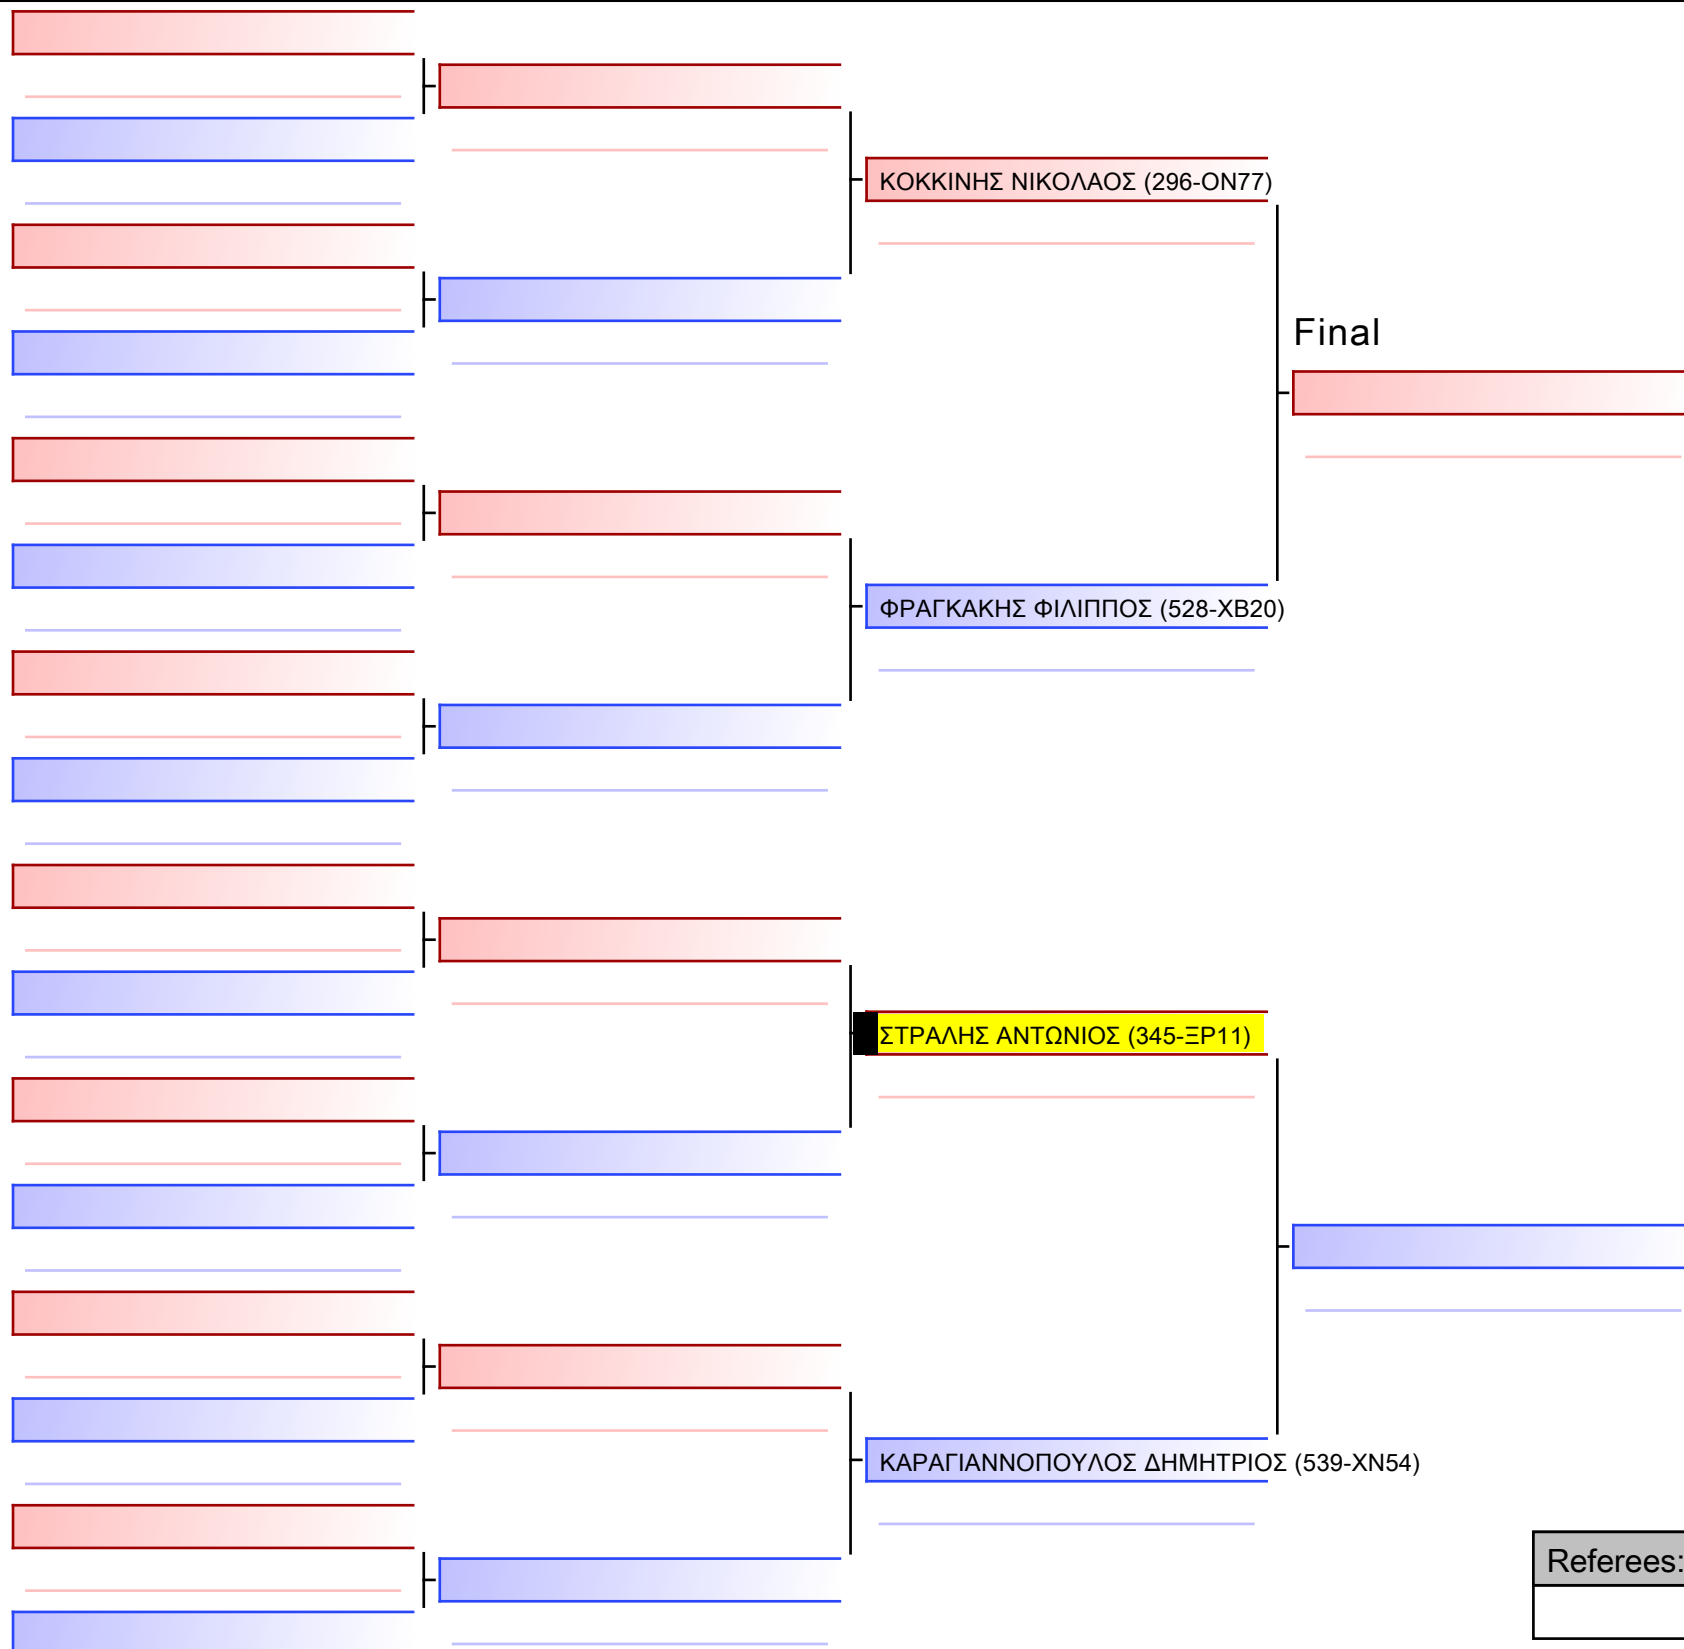 ΚΟΚΚΙΝΗΣ ΝΙΚΟΛΑΟΣ (296-ΟΝ77)
Final
ΦΡΑΓΚΑΚΗΣ ΦΙΛΙΠΠΟΣ (528-ΧΒ20)
ΣΤΡΑΛΗΣ ΑΝΤΩΝΙΟΣ (345-ΞΡ11)
ΚΑΡΑΓΙΑΝΝΟΠΟΥΛΟΣ ΔΗΜΗΤΡΙΟΣ (539-ΧΝ54)
Referees: